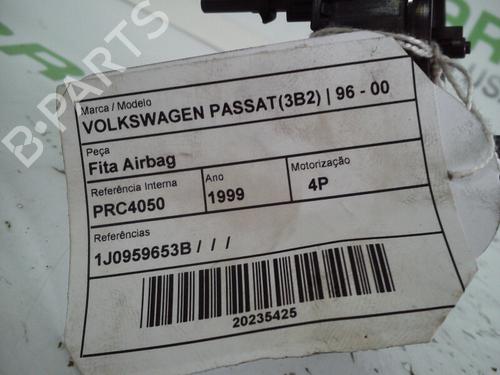 B-PARTS
Marca / Modelo
VOLKSWAGEN PASSAT(3B2) | 96 - 00
Peça
Fita Airbag
Referência Interna
Ano
Motorização
PRC4050
1999
4P
Referências
1J0959653B / / /
20235425